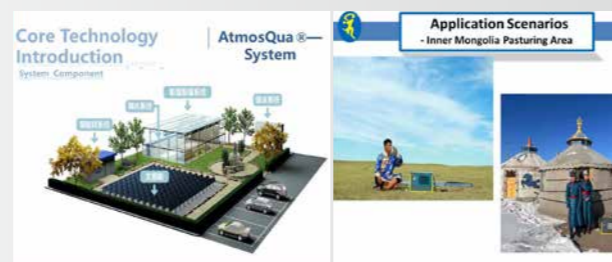 Core Technology
Introduction
System Component
AtmosQua ®—
System
Application Scenarios
- Inner Mongolia Pasturing Area